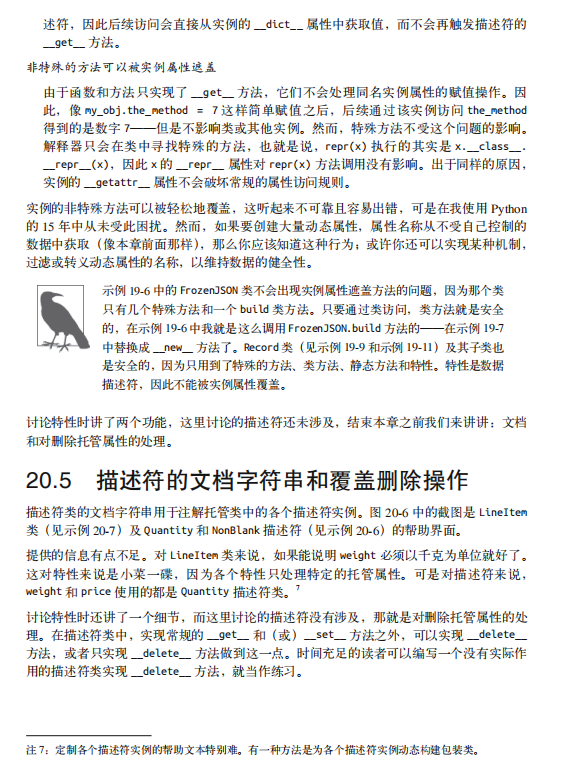 述符，因此后续访问会直接从实例的 __dict__ 属性中获取值，而不会再触发描述符的
__get__ 方法。
非特殊的方法可以被实例属性遮盖
由于函数和方法只实现了 __get__ 方法，它们不会处理同名实例属性的赋值操作。因
此，像 my_obj.the_method = 7 这样简单赋值之后，后续通过该实例访问 the_method
得到的是数字 7——但是不影响类或其他实例。然而，特殊方法不受这个问题的影响。
解释器只会在类中寻找特殊的方法，也就是说，repr(x) 执行的其实是 x.__class__.
__repr__(x)，因此 x 的 __repr__ 属性对 repr(x) 方法调用没有影响。出于同样的原因，
实例的 __getattr__ 属性不会破坏常规的属性访问规则。
实例的非特殊方法可以被轻松地覆盖，这听起来不可靠且容易出错，可是在我使用 Python
的 15 年中从未受此困扰。然而，如果要创建大量动态属性，属性名称从不受自己控制的
数据中获取（像本章前面那样），那么你应该知道这种行为；或许你还可以实现某种机制，
过滤或转义动态属性的名称，以维持数据的健全性。
示例 19-6 中的 FrozenJSON 类不会出现实例属性遮盖方法的问题，因为那个类
只有几个特殊方法和一个 build 类方法。只要通过类访问，类方法就是安全
的，在示例 19-6 中我就是这么调用 FrozenJSON.build 方法的——在示例 19-7
中替换成 __new__ 方法了。Record 类（见示例 19-9 和示例 19-11）及其子类也
是安全的，因为只用到了特殊的方法、类方法、静态方法和特性。特性是数据
描述符，因此不能被实例属性覆盖。
讨论特性时讲了两个功能，这里讨论的描述符还未涉及，结束本章之前我们来讲讲：文档
和对删除托管属性的处理。
20.5 描述符的文档字符串和覆盖删除操作
描述符类的文档字符串用于注解托管类中的各个描述符实例。图 20-6 中的截图是 LineItem
类（见示例 20-7）及 Quantity 和 NonBlank 描述符（见示例 20-6）的帮助界面。
提供的信息有点不足。对 LineItem 类来说，如果能说明 weight 必须以千克为单位就好了。
这对特性来说是小菜一碟，因为各个特性只处理特定的托管属性。可是对描述符来说，
weight 和 price 使用的都是 Quantity 描述符类。7
讨论特性时还讲了一个细节，而这里讨论的描述符没有涉及，那就是对删除托管属性的处
理。在描述符类中，实现常规的 __get__ 和（或）__set__ 方法之外，可以实现 __delete__
方法，或者只实现 __delete__ 方法做到这一点。时间充足的读者可以编写一个没有实际作
用的描述符类实现 __delete__ 方法，就当作练习。
注 7：定制各个描述符实例的帮助文本特别难。有一种方法是为各个描述符实例动态构建包装类。